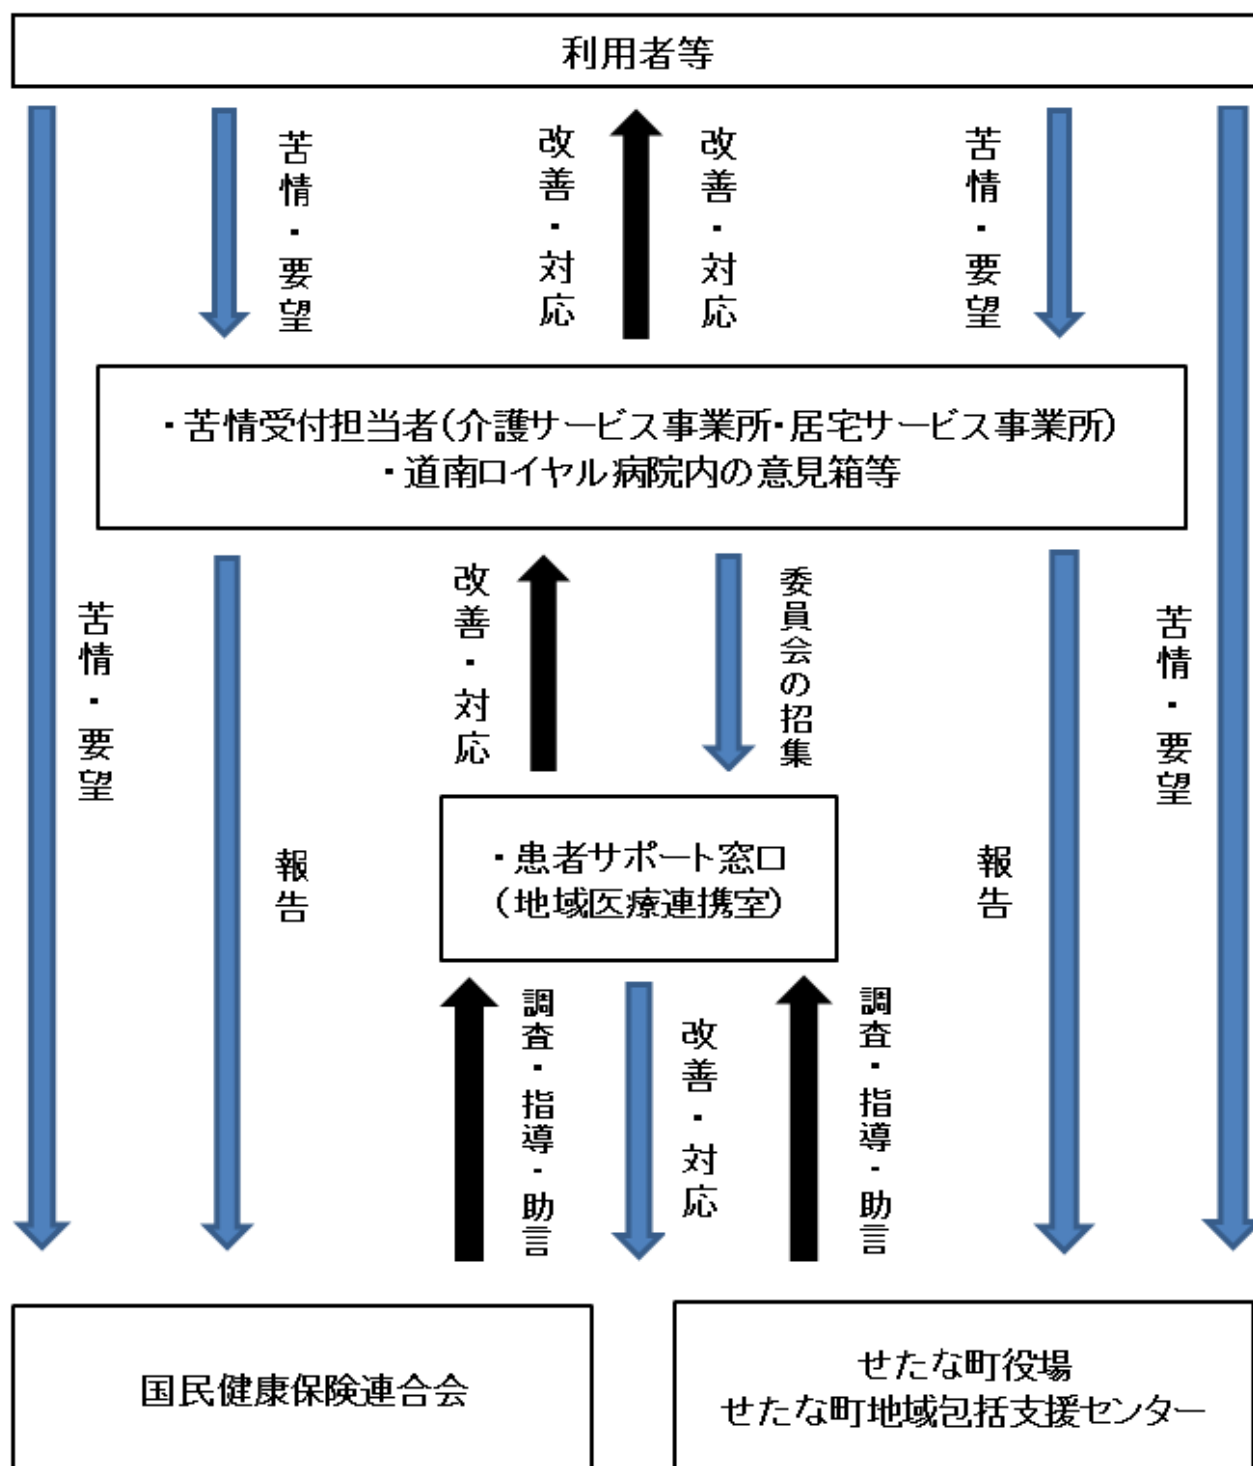 利用者等
苦情・要望
改善・対応
改善・対応
苦情・要望
・苦情受付担当者(介護サービス事業所・居宅サービス事業所)
・道南ロイヤル病院内の意見箱等
苦情・要望
報告
改善・対応
委員会の招集
報告
苦情・要望
・患者サポート窓口
(地域医療連携室)
調査・指導・助言
改善・対応
調査・指導・助言
国民健康保険連合会
せたな町役場
せたな町地域包括支援センター